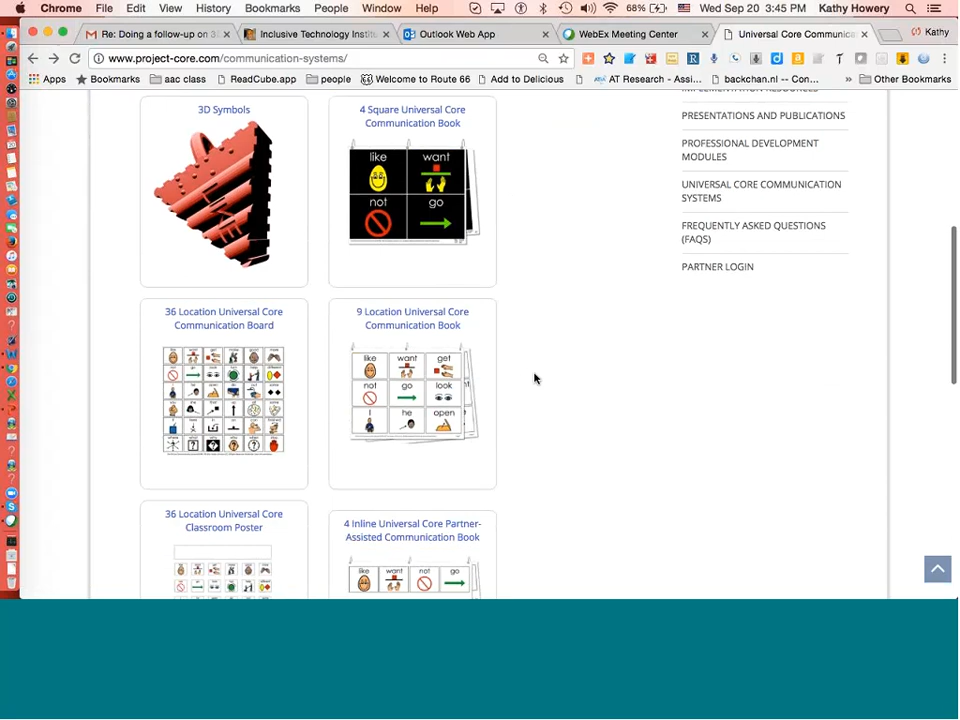 Chrome File Edit View History Bookmarks People Window Help 68% Wed Sep 20 3:45 PM Kathy Howery
Re: Doing a follow-up on 3
Inclusive Technology Instit
Outlook Web App
WebEx Meeting Center
Universal Core Communica
Kathy
www.project-core.com/communication-systems/
Apps Bookmarks aac class ReadCube.app people Welcome to Route 66 Add to Delicious AT Research - Assi... backchan.nl -- Con... » Other Bookmarks
3D Symbols
4 Square Universal Core
Communication Book
like want
not go
36 Location Universal Core
Communication Board
9 Location Universal Core
Communication Book
like want get
not go look
I he open
36 Location Universal Core
Classroom Poster
4 Inline Universal Core Partner-
Assisted Communication Book
like want not go
IMPLEMENTATION RESOURCES
PRESENTATIONS AND PUBLICATIONS
PROFESSIONAL DEVELOPMENT
MODULES
UNIVERSAL CORE COMMUNICATION
SYSTEMS
FREQUENTLY ASKED QUESTIONS
(FAQS)
PARTNER LOGIN